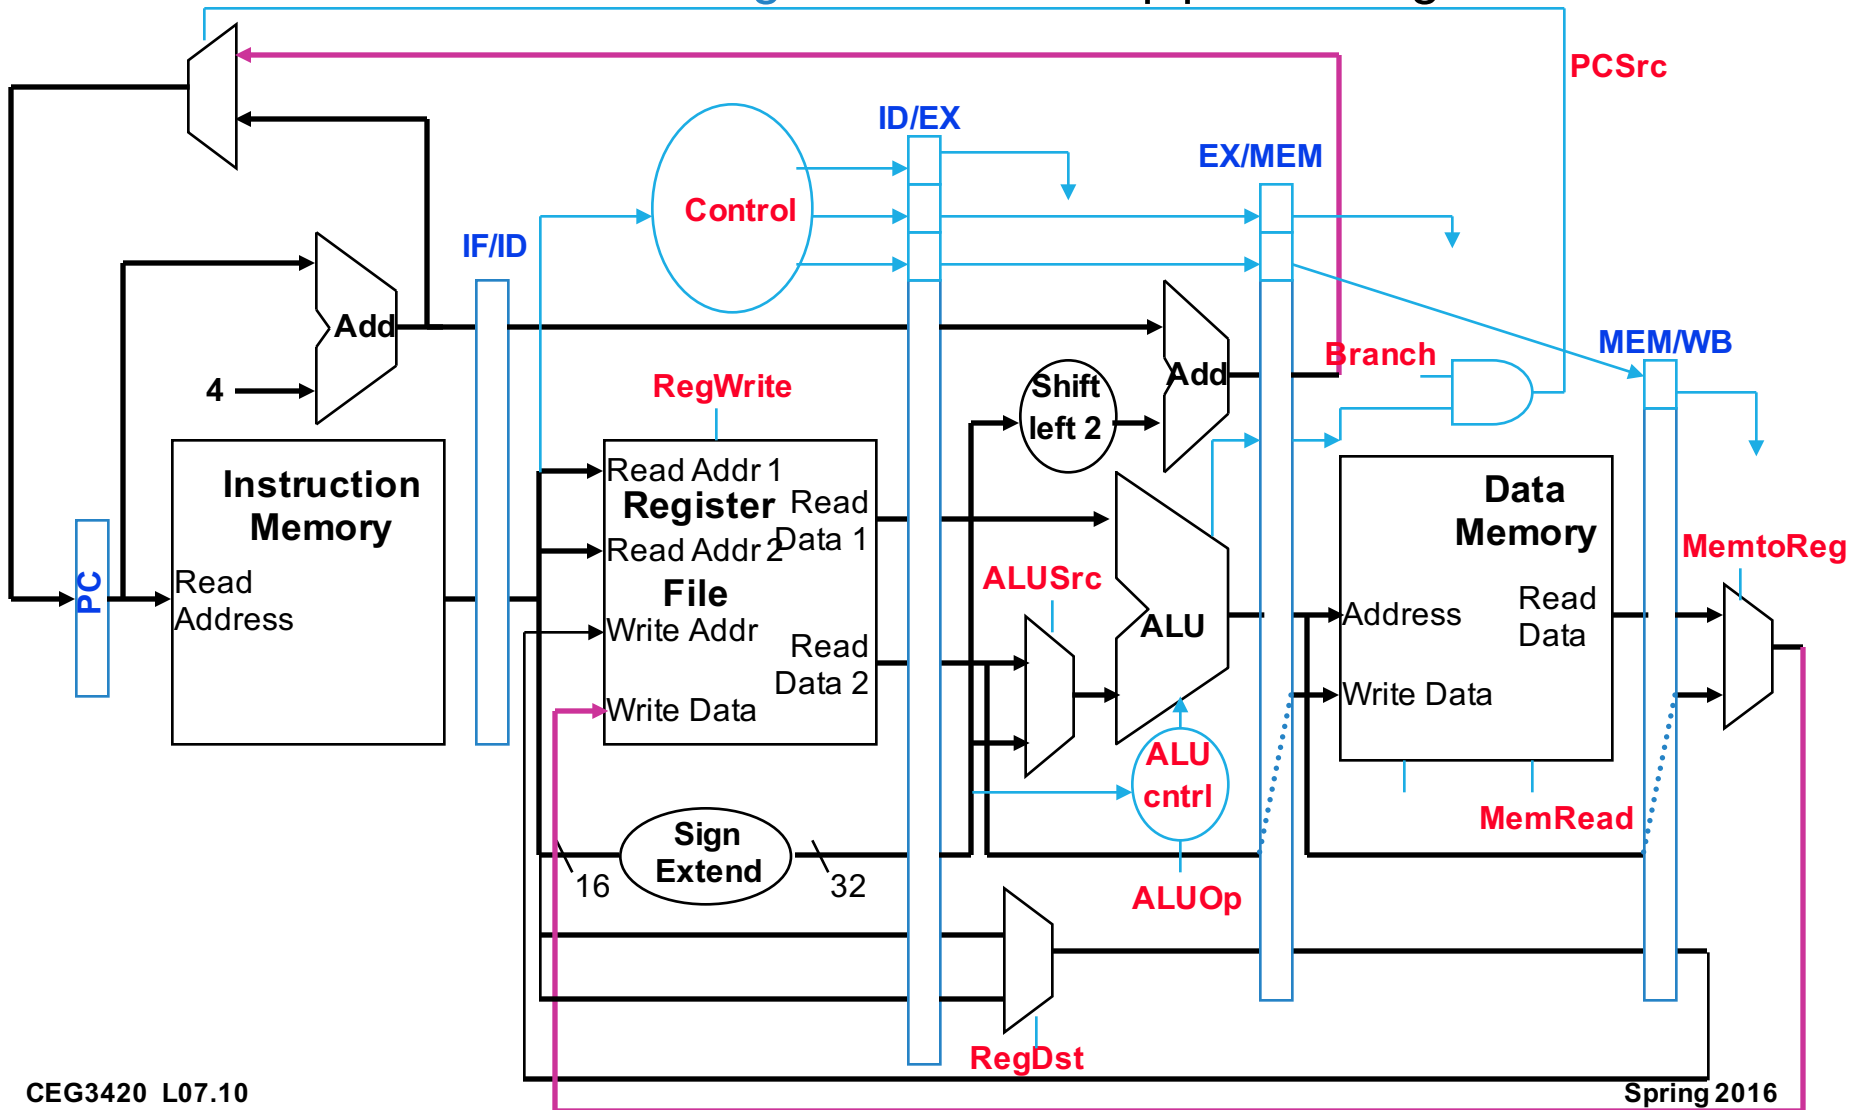 PCSrc
ID/EX
EX/MEM
Control
IF/ID
Add
MEM/WB
Branch
Add
Shift
left 2
4
RegWrite
Instruction
Memory
Read
Address
PC
Read Addr 1
Register
Read Addr 2
File
Write Addr
Write Data
Read
Data 1
Read
Data 2
ALUSrc
ALU
Data
Memory
Address
Read
Data
Write Data
MemtoReg
ALU
cntrl
MemRead
Sign
Extend
16
32
ALUOp
RegDst
CEG3420 L07.10
Spring 2016